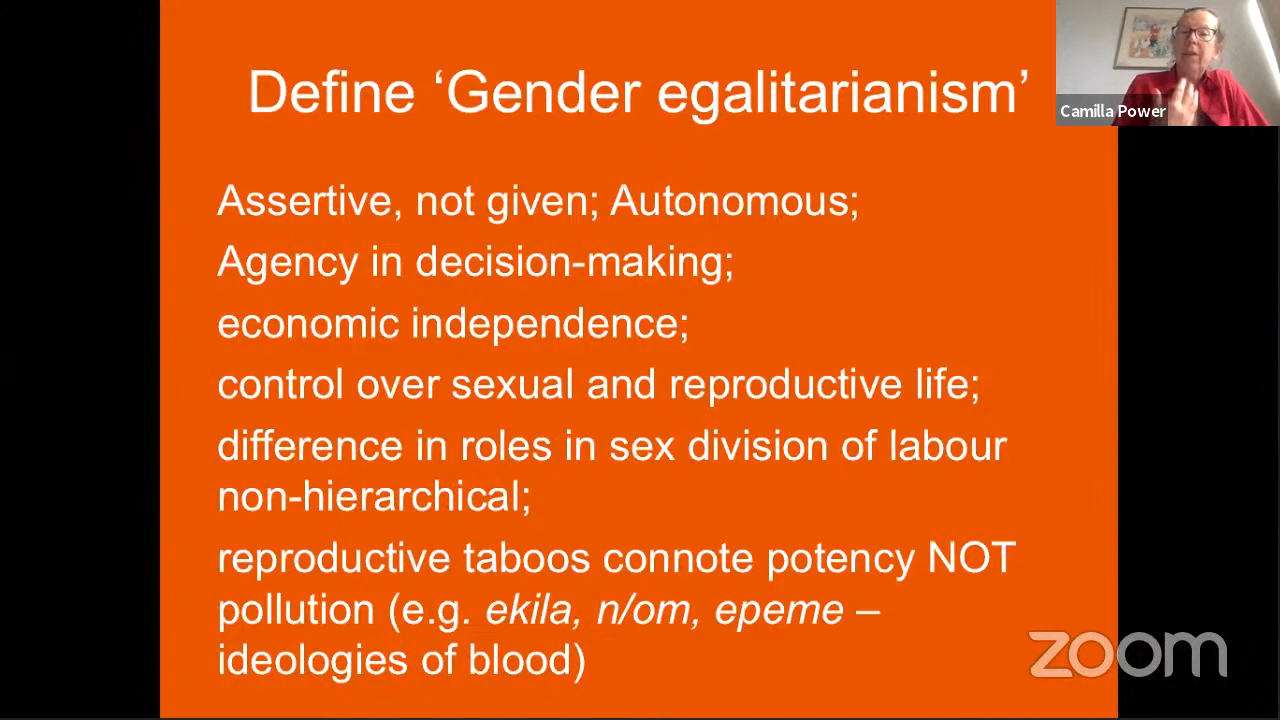 Define ‘Gender egalitarianism’
Camilla Power
Assertive, not given; Autonomous;
Agency in decision-making;
economic independence;
control over sexual and reproductive life;
difference in roles in sex division of labour
non-hierarchical;
reproductive taboos connote potency NOT
pollution (e.g. ekila, n/om, epeme –
ideologies of blood)
zoom